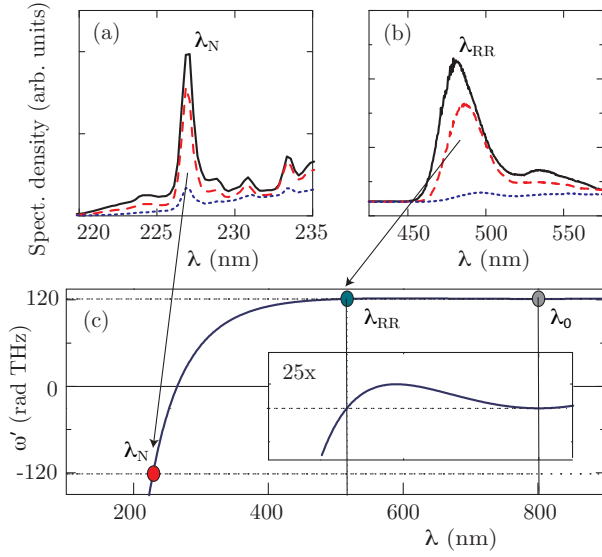 (a)
λN
Spect. density (arb. units)
220 225 230 235
λ (nm)
(b)
λRR
450 500 550
λ (nm)
(c)
120
0
-120
ω′ (rad THz)
λN
λRR
λ0
25x
200 400 600 800
λ (nm)